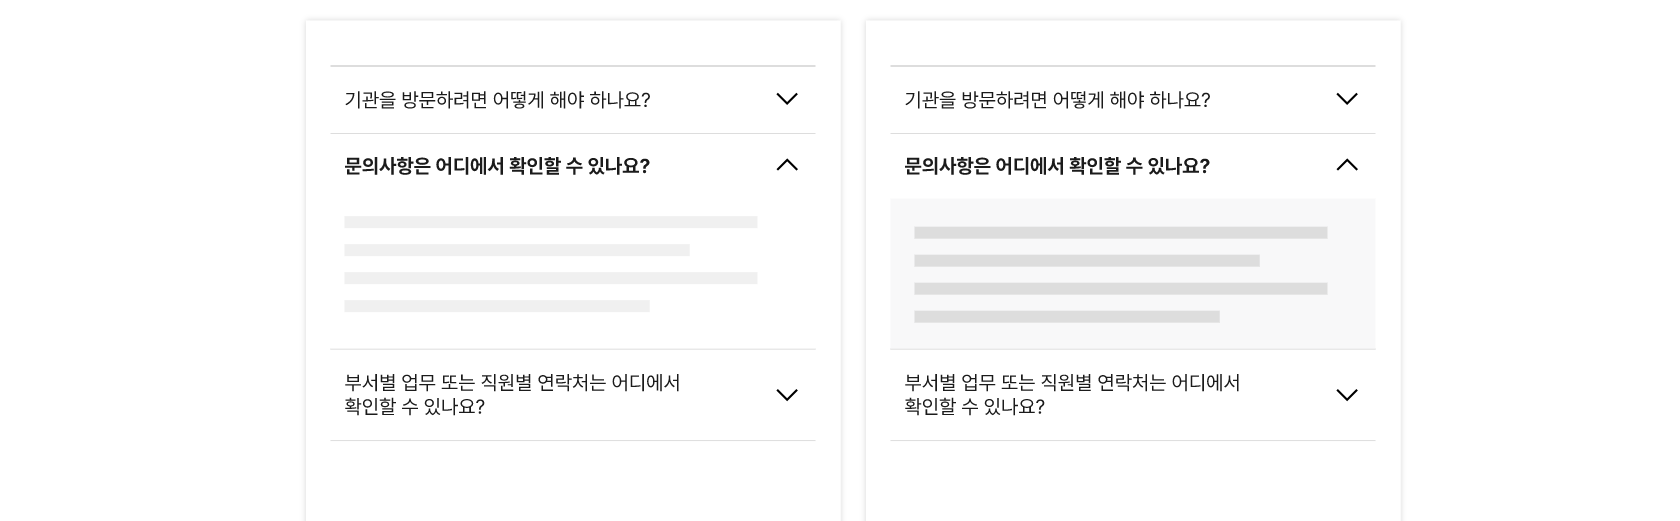 기관을 방문하려면 어떻게 해야 하나요?
문의사항은 어디에서 확인할 수 있나요?
부서별 업무 또는 직원별 연락처는 어디에서
확인할 수 있나요?
기관을 방문하려면 어떻게 해야 하나요?
문의사항은 어디에서 확인할 수 있나요?
부서별 업무 또는 직원별 연락처는 어디에서
확인할 수 있나요?